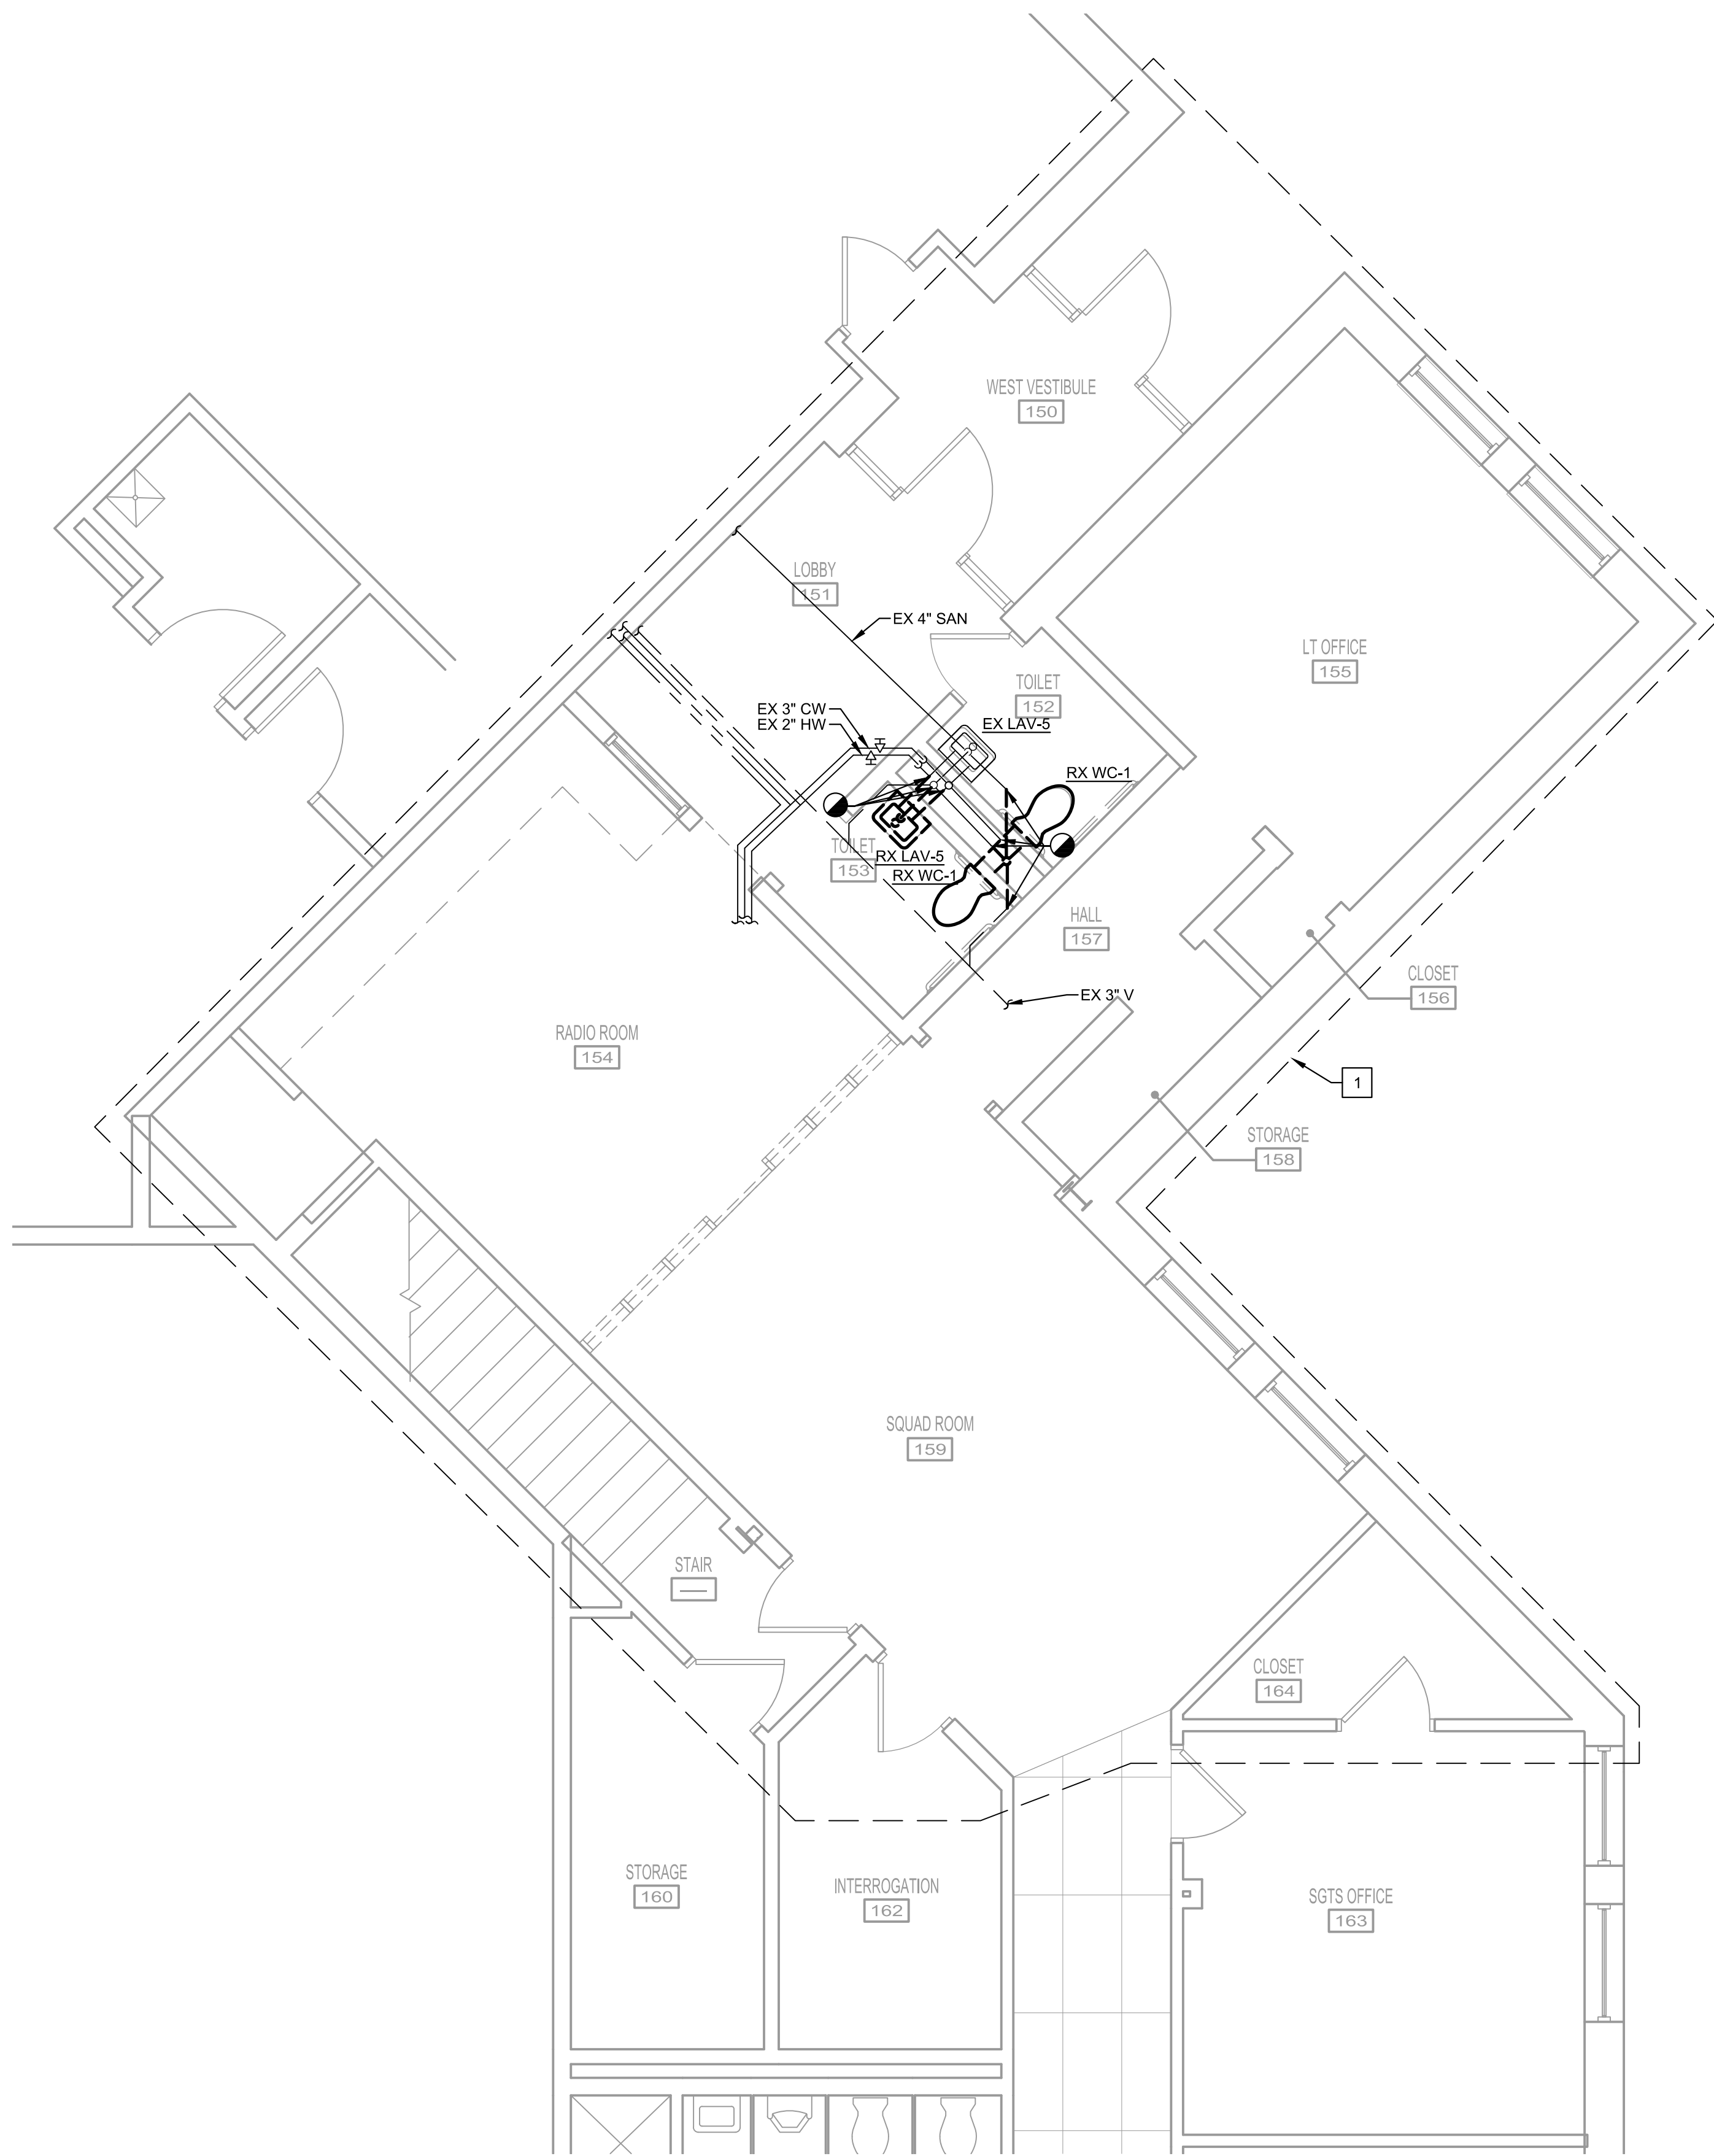 WEST VESTIBULE
150
LOBBY
151
EX 4" SAN
LT OFFICE
155
TOILET
152
EX 3" CW
EX 2" HW
EX LAV-5
RX WC-1
TOILET
153
RX LAV-5
RX WC-1
HALL
157
CLOSET
156
EX 3" V
RADIO ROOM
154
1
STORAGE
158
SQUAD ROOM
159
STAIR
CLOSET
164
STORAGE
160
INTERROGATION
162
SGTS OFFICE
163